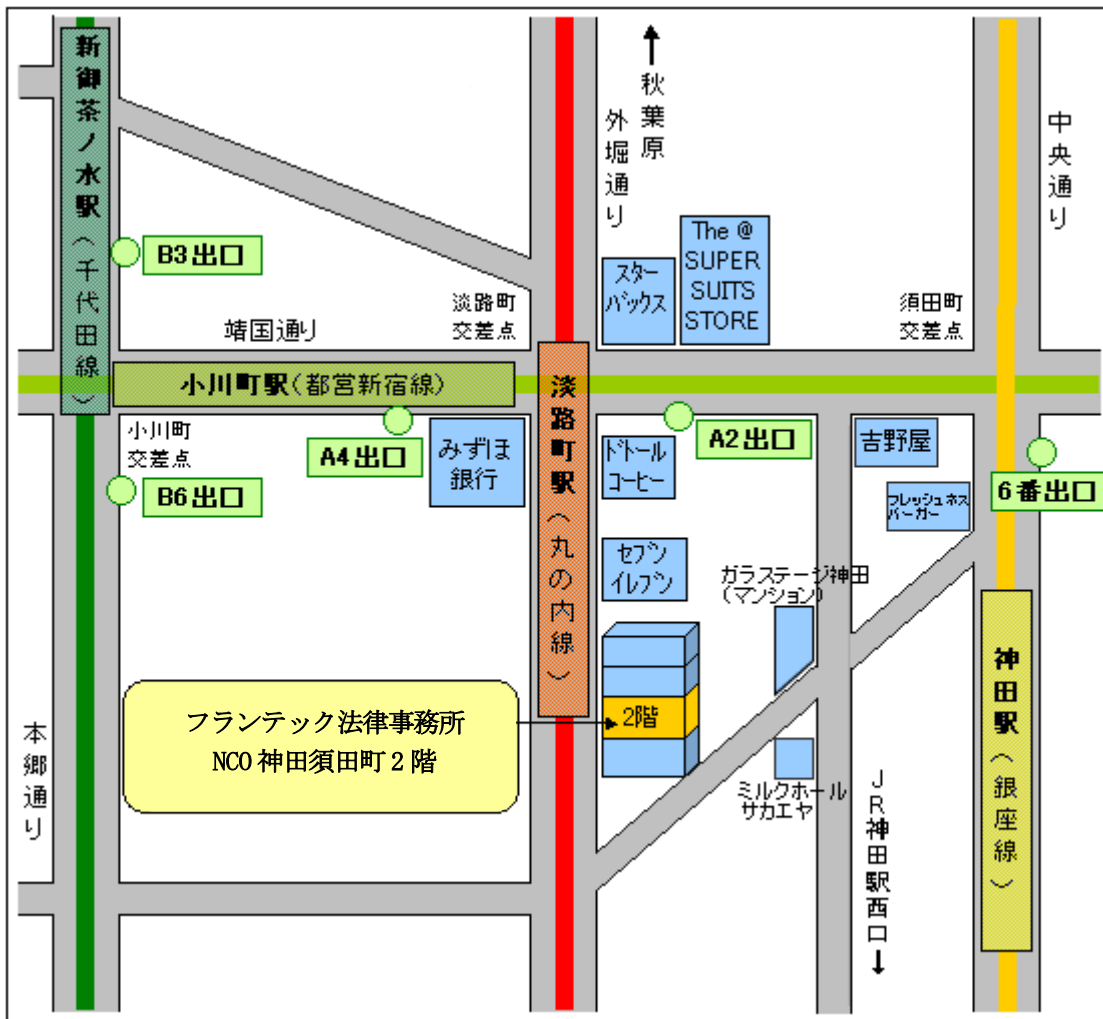 新御茶ノ水駅(千代田線)
B3出口
靖国通り
淡路町
交差点
外堀通り
↑秋葉原
スター
バックス
The @
SUPER
SUITS
STORE
須田町
交差点
中央通り
小川町駅(都営新宿線)
小川町
交差点
A4出口
B6出口
みずほ
銀行
淡路町駅(丸の内線)
ドトール
コーヒー
A2出口
吉野屋
フレッシュネス
バーガー
6番出口
セブン
イレブン
ガラステージ神田
(マンション)
2階
フランテック法律事務所
NCO 神田須田町2階
ミルクホール
サカエヤ
本郷通り
JR神田駅西口↓
神田駅(銀座線)